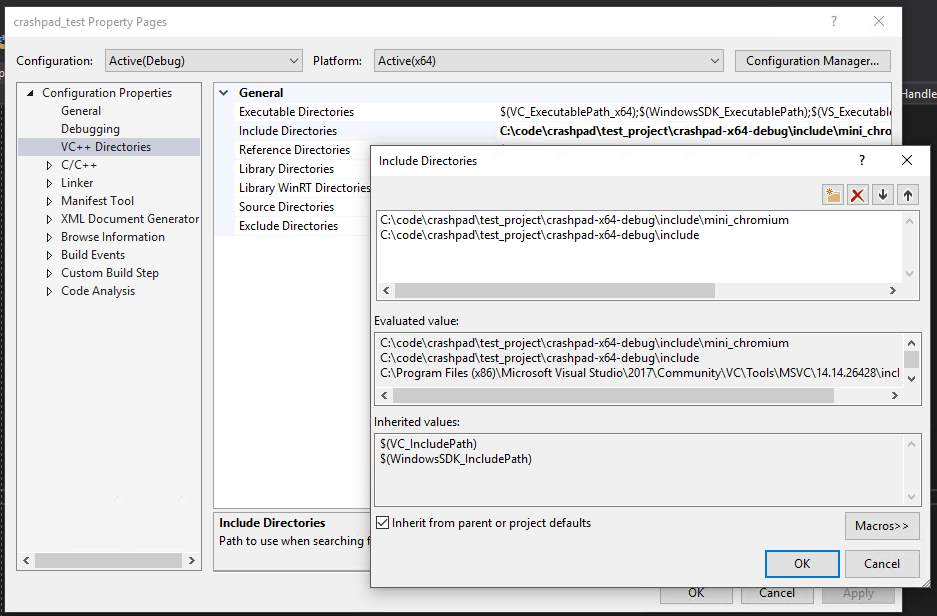 crashpad_test Property Pages
Configuration: Active(Debug) Platform: Active(x64) Configuration Manager...
Handle
Configuration Properties
General
Debugging
VC++ Directories
C/C++
Linker
Manifest Tool
XML Document Generator
Browse Information
Build Events
Custom Build Step
Code Analysis
General
Executable Directories $(VC_ExecutablePath_x64);$(WindowsSDK_ExecutablePath);$(VS_Executabl
Include Directories C:\code\crashpad\test_project\crashpad-x64-debug\include\mini_chro
Reference Directories
Library Directories
Library WinRT Directories
Source Directories
Exclude Directories
Include Directories
Path to use when searching f
Include Directories
C:\code\crashpad\test_project\crashpad-x64-debug\include\mini_chromium
C:\code\crashpad\test_project\crashpad-x64-debug\include
Evaluated value:
C:\code\crashpad\test_project\crashpad-x64-debug\include\mini_chromium
C:\code\crashpad\test_project\crashpad-x64-debug\include
C:\Program Files (x86)\Microsoft Visual Studio\2017\Community\VC\Tools\MSVC\14.14.26428\incl
Inherited values:
$(VC_IncludePath)
$(WindowsSDK_IncludePath)
Inherit from parent or project defaults
Macros>>
OK Cancel
OK Cancel Apply